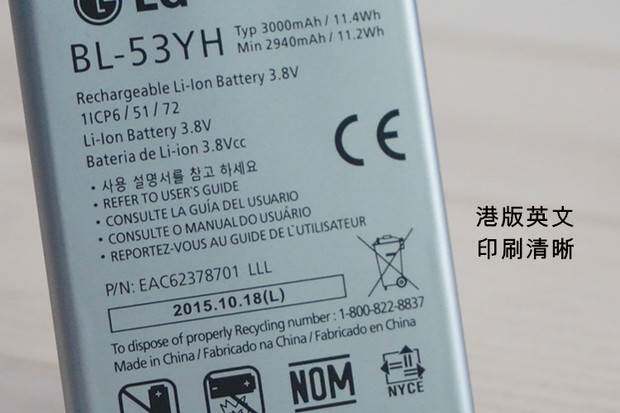 LG
BL-53YH Typ 3000mAh / 11.4Wh
Min 2940mAh / 11.2Wh
Rechargeable Li-Ion Battery 3.8V
1ICP6 / 51 / 72
Li-Ion Battery 3.8V
Bateria de Li-ion 3.8Vcc
CE
• 사용 설명서를 참고 하세요
• REFER TO USER'S GUIDE
• CONSULTE LA GUÍA DEL USUARIO
• CONSULTE O MANUAL DO USUÁRIO
• REPORTEZ-VOUS AU GUIDE DE L'UTILISATEUR
P/N: EAC62378701 LLL
2015.10.18(L)
To dispose of properly Recycling number : 1-800-822-8837
Made in China / Fabricado na China / Fabricado en China
NOM
NYCE
港版英文
印刷清晰